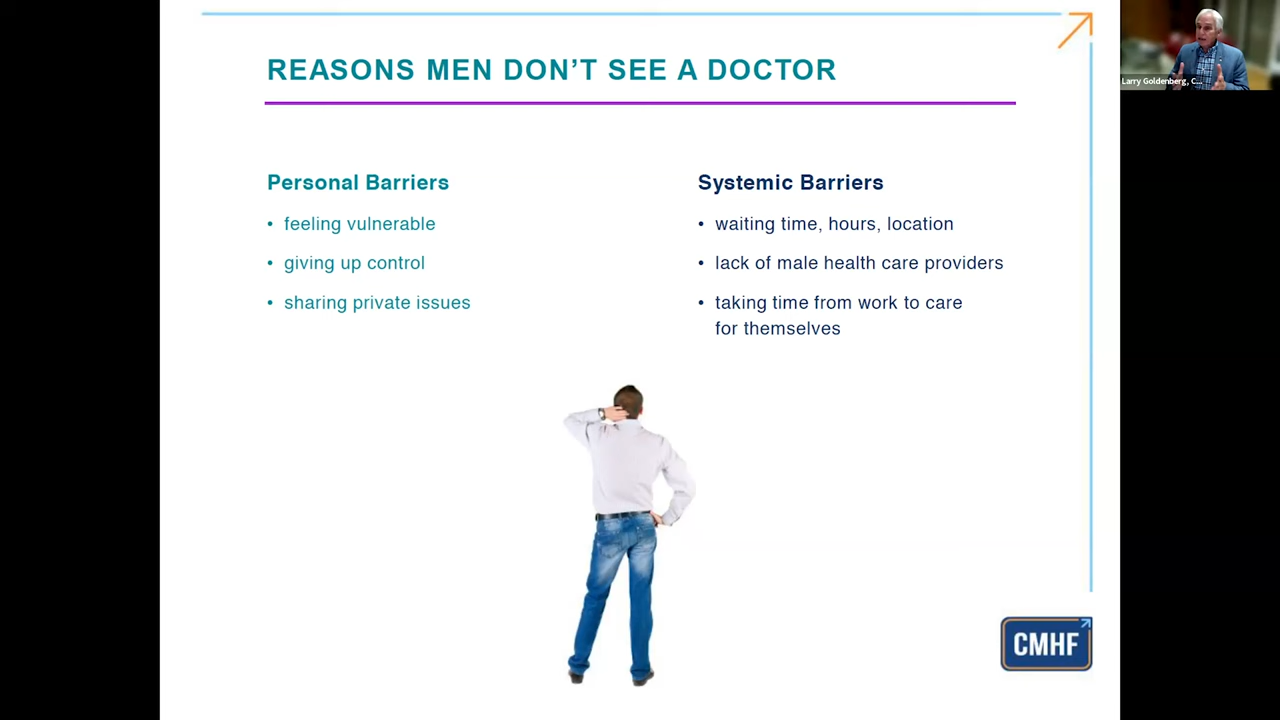 REASONS MEN DON'T SEE A DOCTOR
Personal Barriers
• feeling vulnerable
• giving up control
• sharing private issues
Systemic Barriers
• waiting time, hours, location
• lack of male health care providers
• taking time from work to care
for themselves
CMHF
Larry Goldenberg, C...